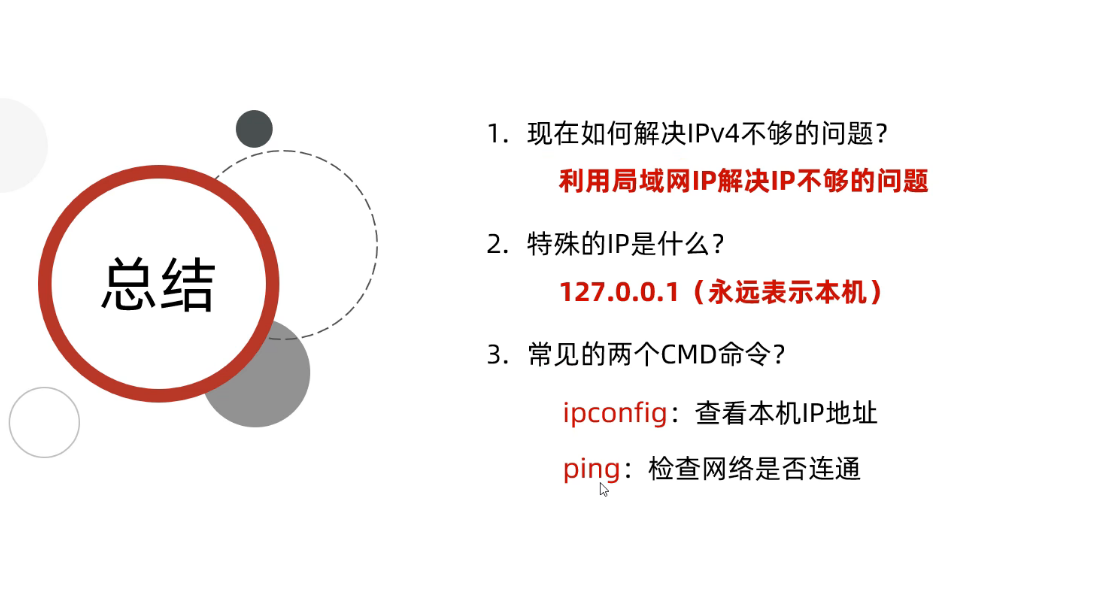 总结
1. 现在如何解决IPv4不够的问题？
利用局域网IP解决IP不够的问题
2. 特殊的IP是什么？
127.0.0.1（永远表示本机）
3. 常见的两个CMD命令？
ipconfig：查看本机IP地址
ping：检查网络是否连通